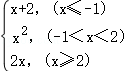 x+2, (x≤-1)
x², (-1<x<2)
2x, (x≥2)